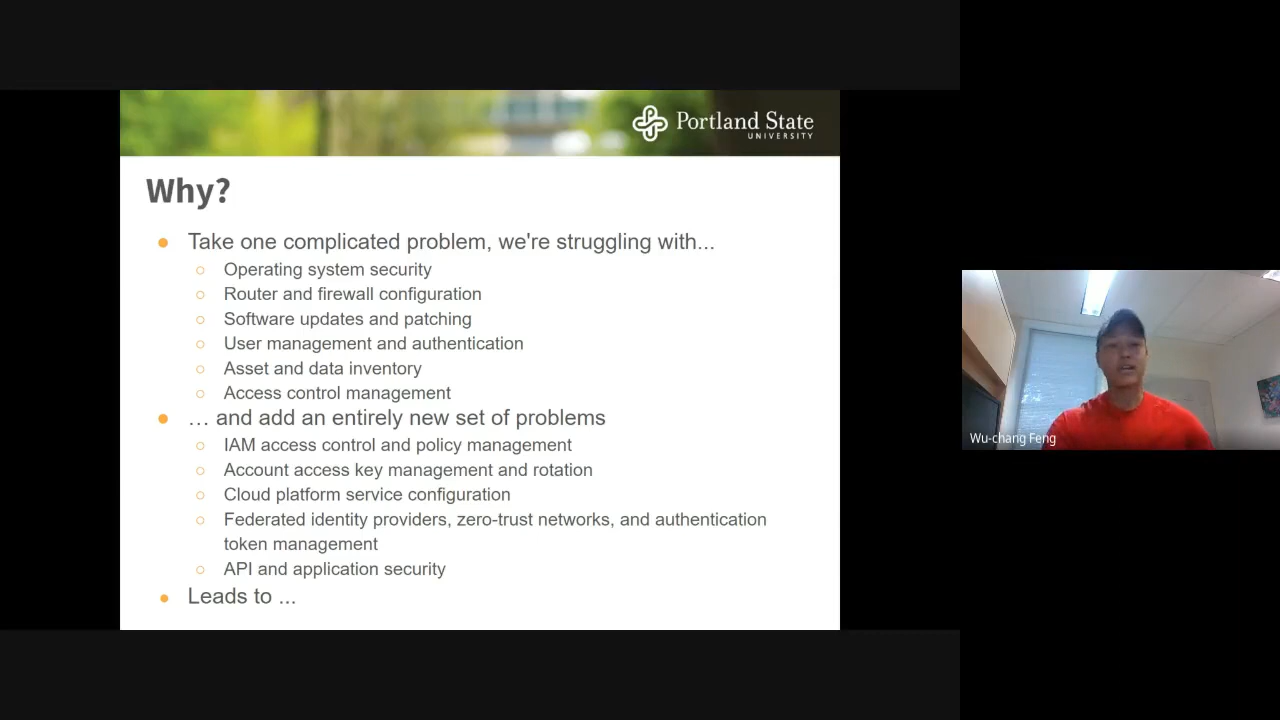 Portland State
UNIVERSITY
Why?
● Take one complicated problem, we're struggling with...
○ Operating system security
○ Router and firewall configuration
○ Software updates and patching
○ User management and authentication
○ Asset and data inventory
○ Access control management
● … and add an entirely new set of problems
○ IAM access control and policy management
○ Account access key management and rotation
○ Cloud platform service configuration
○ Federated identity providers, zero-trust networks, and authentication
token management
○ API and application security
● Leads to ...
Wu-chang Feng